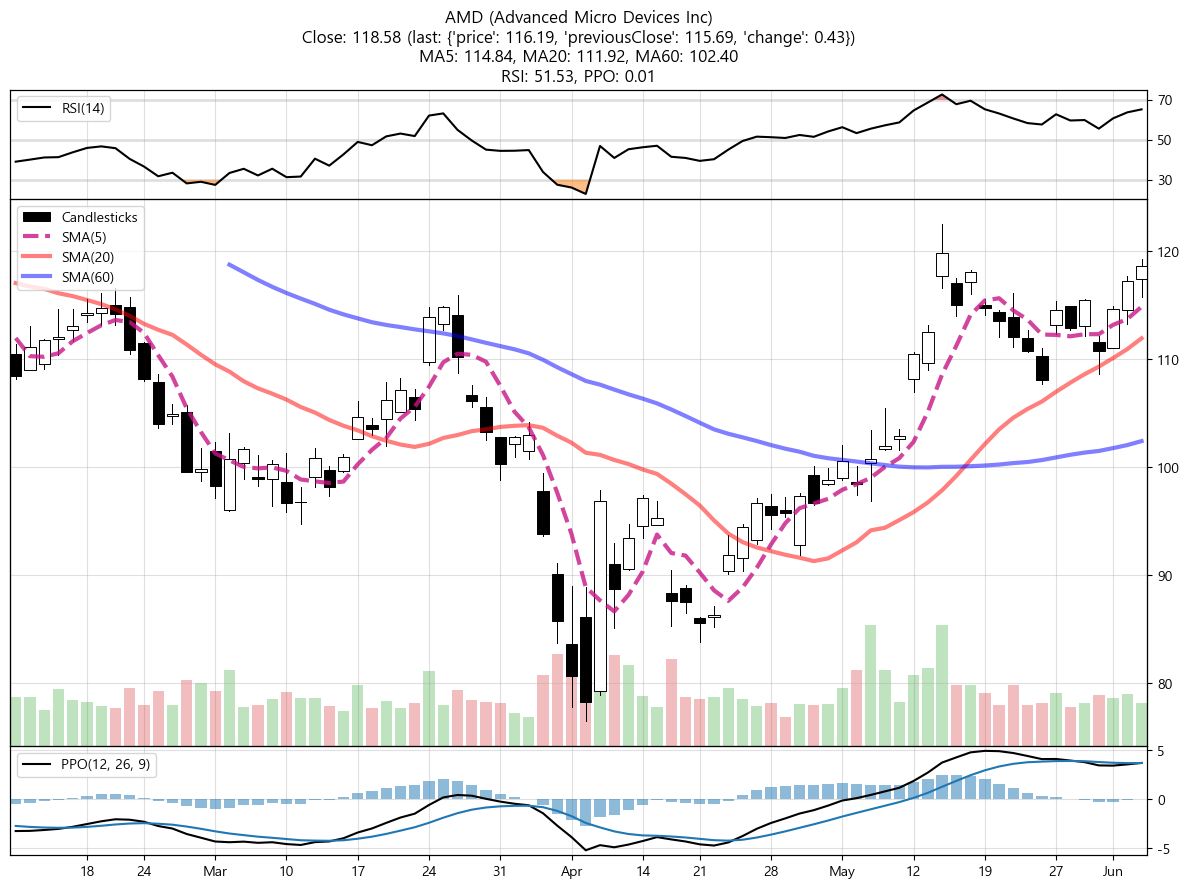 AMD (Advanced Micro Devices Inc)
Close: 118.58 (last: {'price': 116.19, 'previousClose': 115.69, 'change': 0.43})
MA5: 114.84, MA20: 111.92, MA60: 102.40
RSI: 51.53, PPO: 0.01
RSI(14)
70
50
30
Candlesticks
SMA(5)
SMA(20)
SMA(60)
120
110
100
90
80
PPO(12, 26, 9)
5
0
-5
18 24 Mar 10 17 24 31 Apr 14 21 28 May 12 19 27 Jun